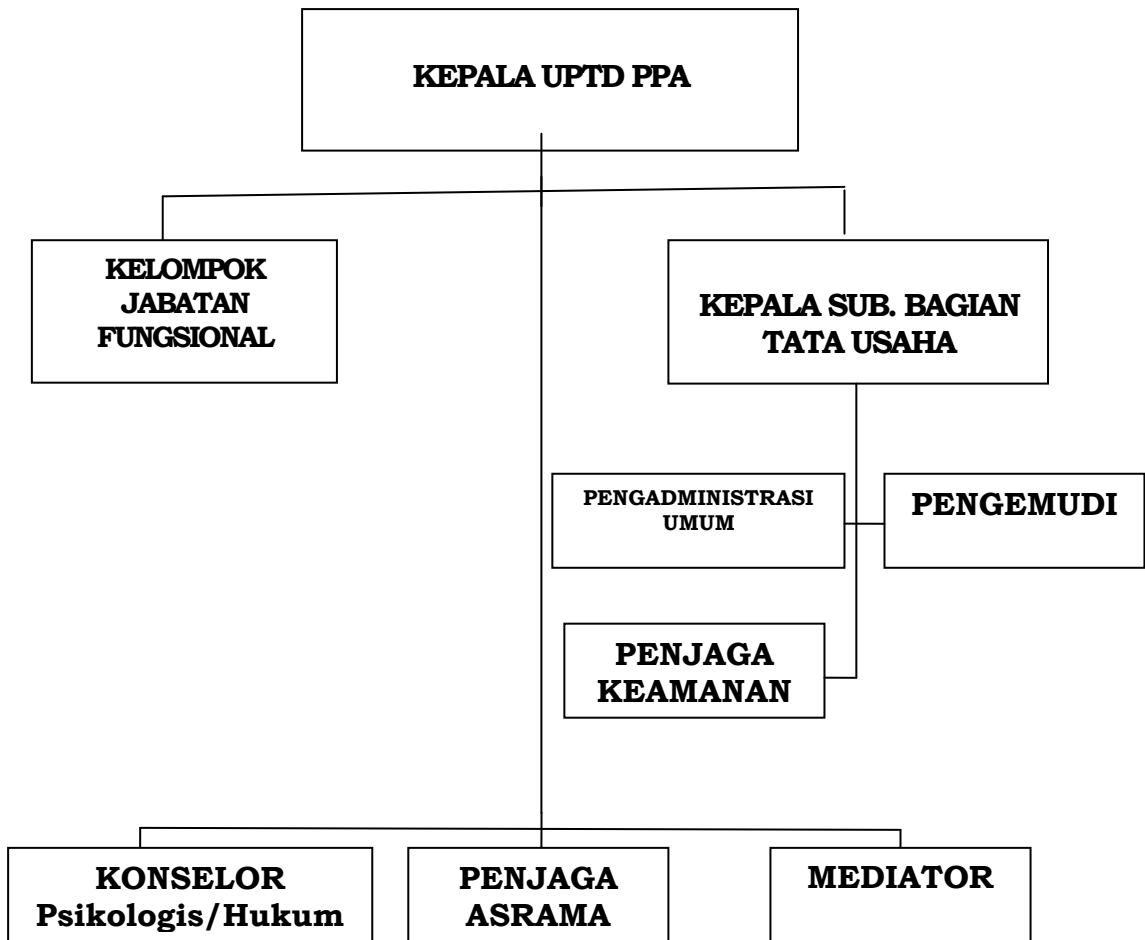 KEPALA UPTD PPA
KELOMPOK
JABATAN
FUNGSIONAL
KEPALA SUB. BAGIAN
TATA USAHA
PENGADMINISTRASI
UMUM
PENGEMUDI
PENJAGA
KEAMANAN
KONSELOR
Psikologis/Hukum
PENJAGA
ASRAMA
MEDIATOR